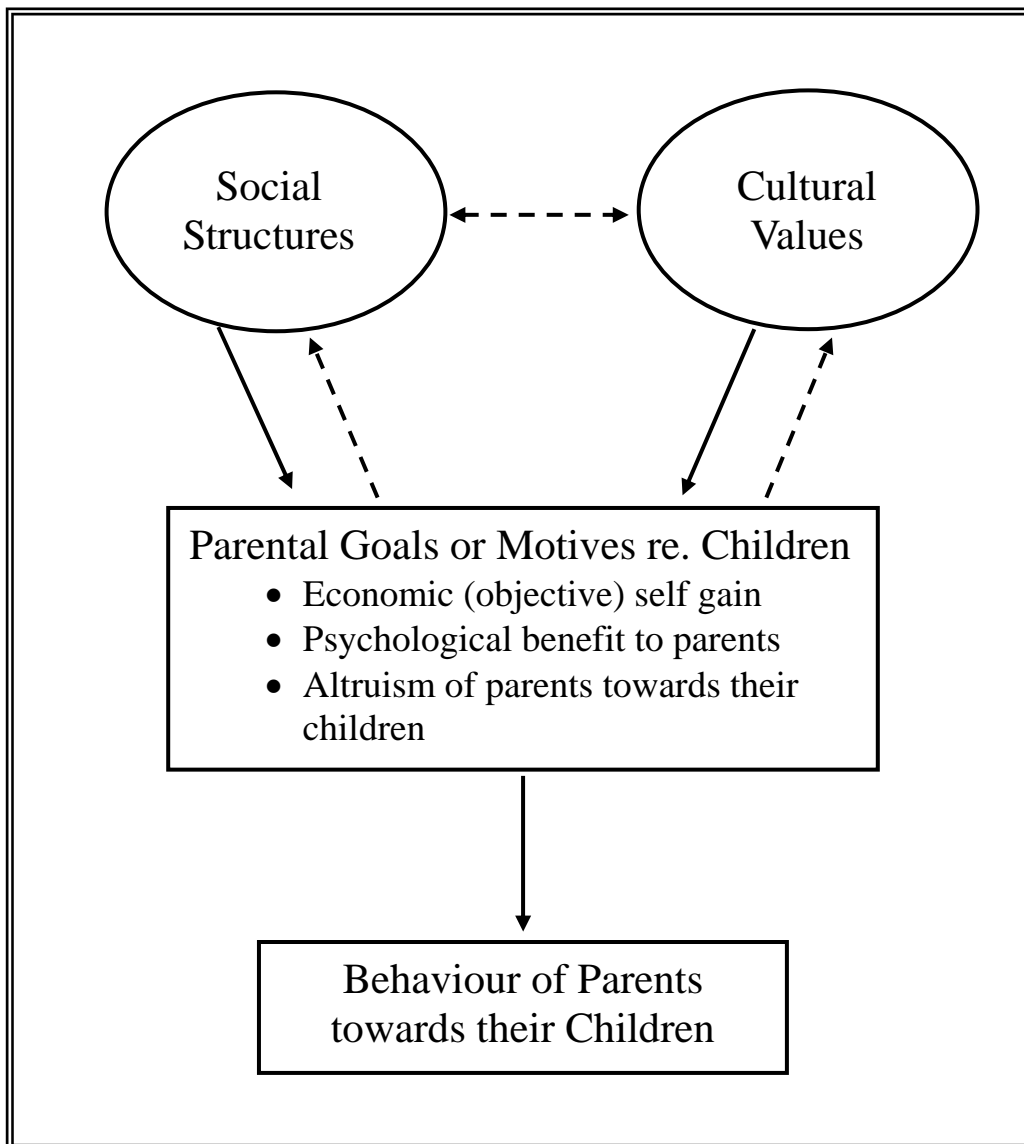 Social
Structures
Cultural
Values
Parental Goals or Motives re. Children
• Economic (objective) self gain
• Psychological benefit to parents
• Altruism of parents towards their
children
Behaviour of Parents
towards their Children